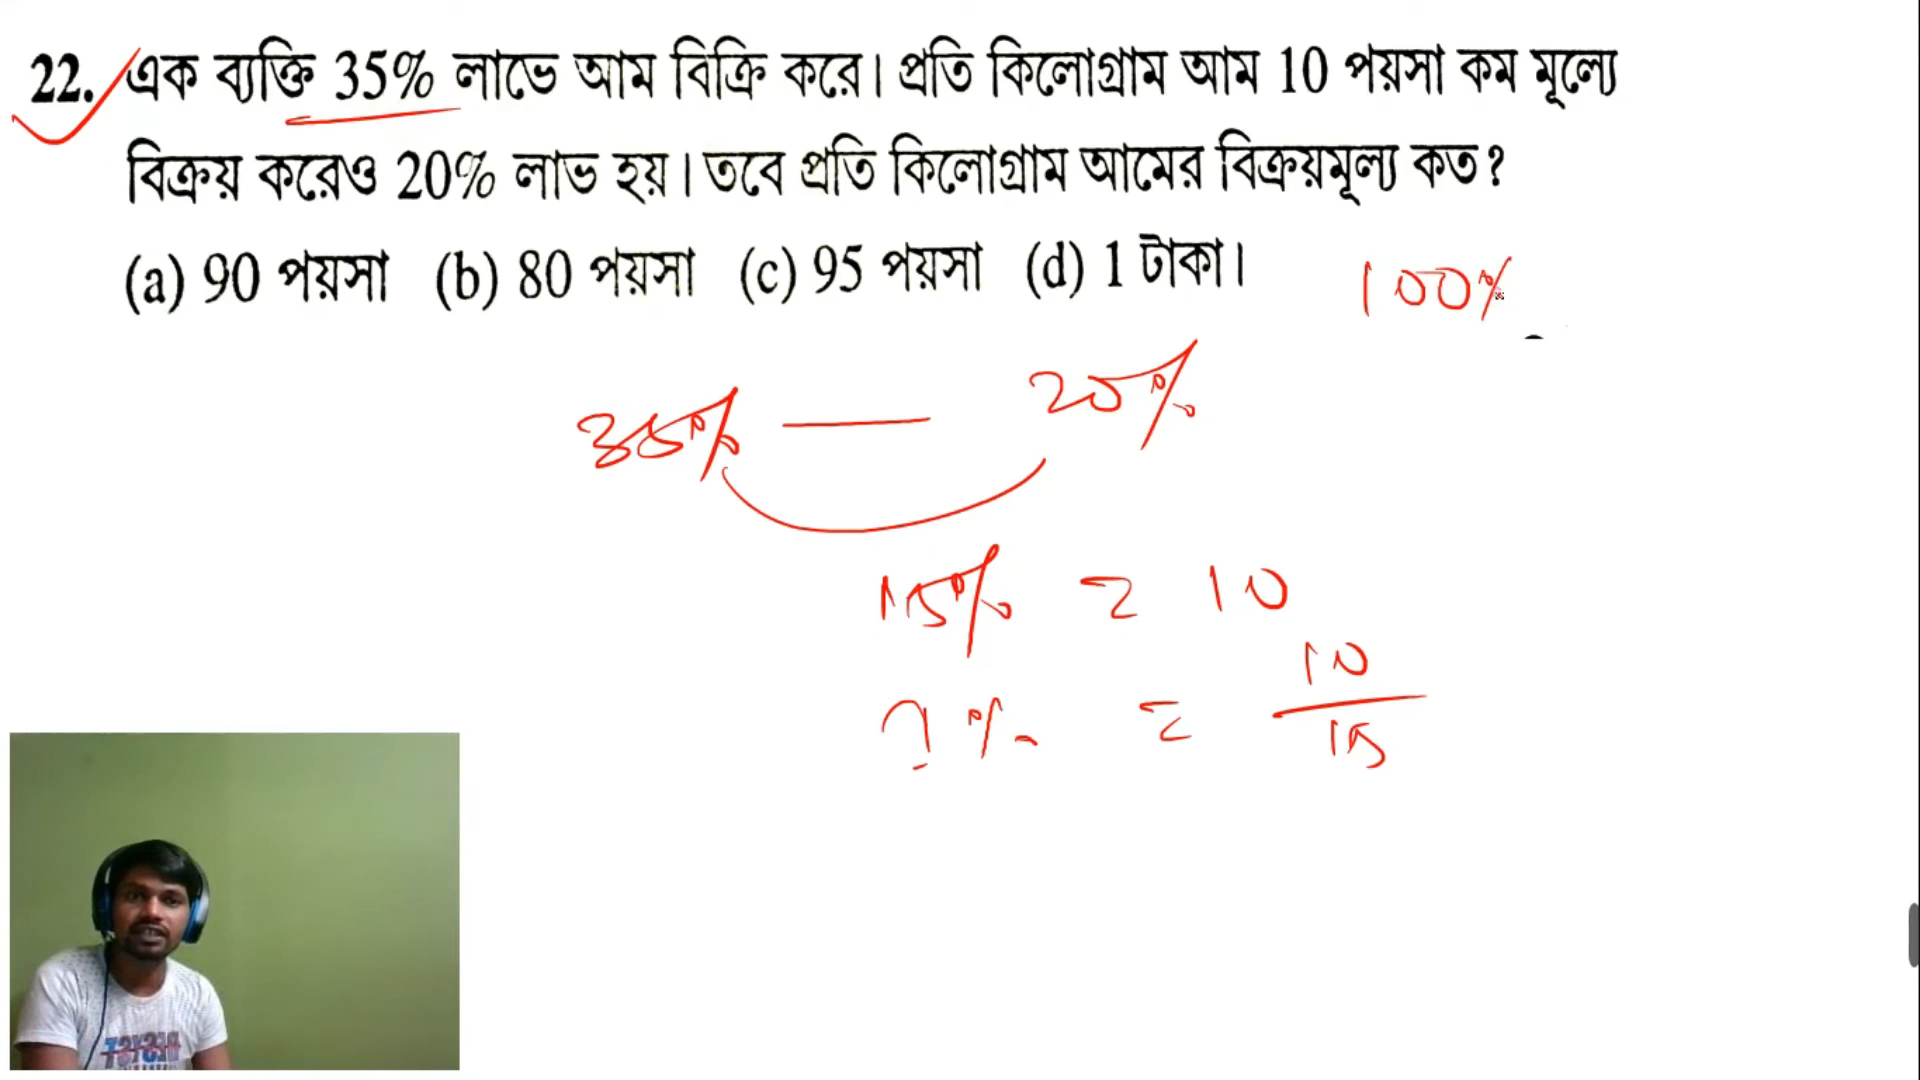 22. এক ব্যক্তি 35% লাভে আম বিক্রি করে। প্রতি কিলোগ্রাম আম 10 পয়সা কম মূল্যে
বিক্রয় করেও 20% লাভ হয়। তবে প্রতি কিলোগ্রাম আমের বিক্রয়মূল্য কত?
(a) 90 পয়সা (b) 80 পয়সা (c) 95 পয়সা (d) 1 টাকা।
100%
35% — 20%
15% = 10
1% = 10/15